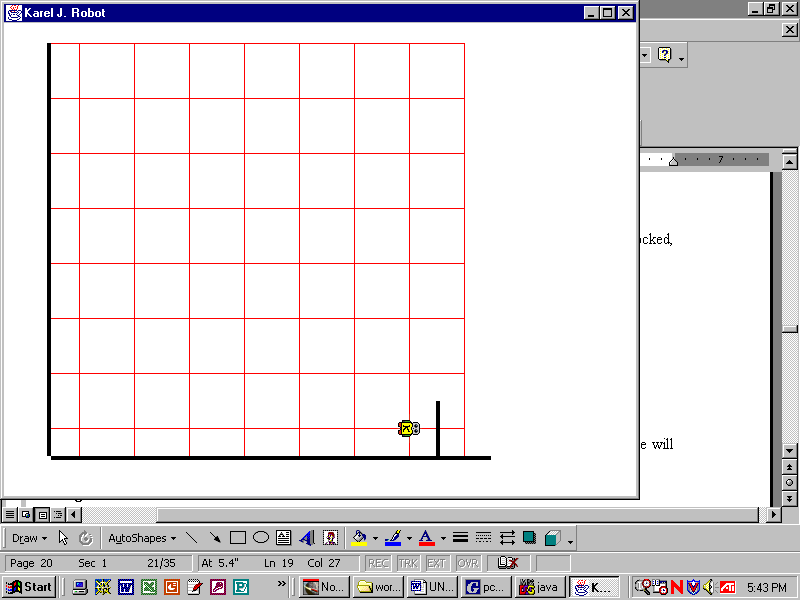 Karel J. Robot
7
ocked,
e will
Draw
AutoShapes
A
A
Page 20 Sec 1 21/35 At 5.4" Ln 19 Col 27 REC TRK EXT OVR
Start
»
No...
wor...
UN...
pc...
java
K...
5:43 PM